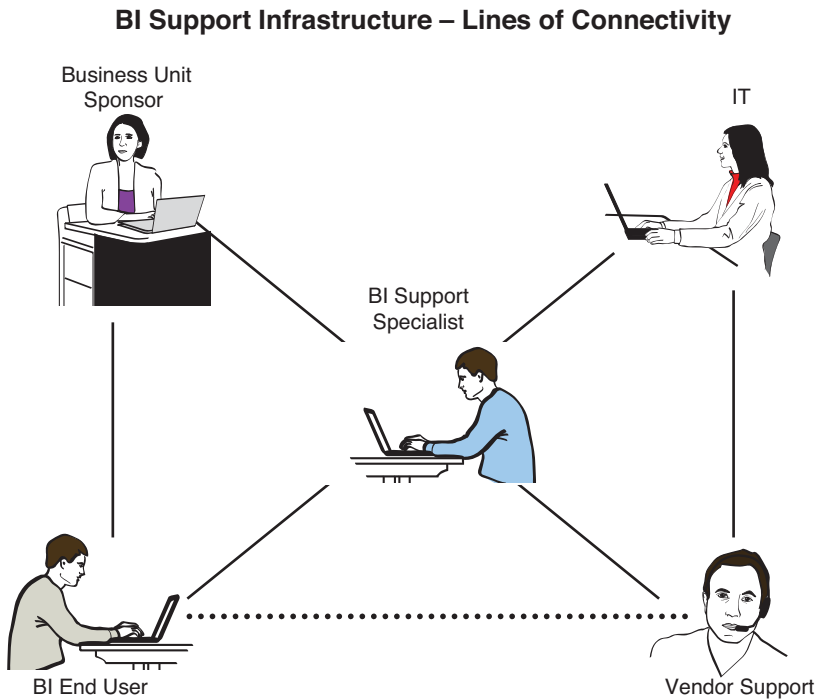 BI Support Infrastructure – Lines of Connectivity
Business Unit
Sponsor
IT
BI Support
Specialist
BI End User
Vendor Support